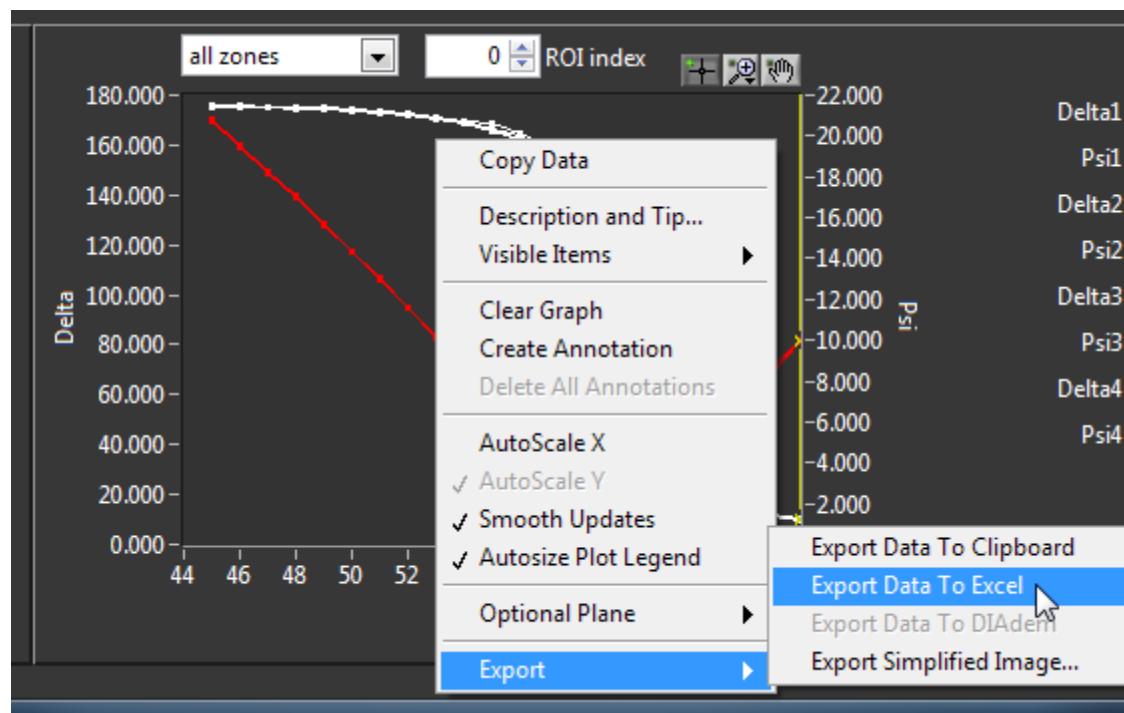 all zones
0 ROI index
180.000
160.000
140.000
120.000
100.000
80.000
60.000
40.000
20.000
0.000
Delta
44 46 48 50 52
22.000
20.000
18.000
16.000
14.000
12.000
10.000
8.000
6.000
4.000
2.000
Psi
Delta1
Psi1
Delta2
Psi2
Delta3
Psi3
Delta4
Psi4
Copy Data
Description and Tip...
Visible Items
Clear Graph
Create Annotation
Delete All Annotations
AutoScale X
AutoScale Y
Smooth Updates
Autosize Plot Legend
Optional Plane
Export
Export Data To Clipboard
Export Data To Excel
Export Data To DIAdem
Export Simplified Image...